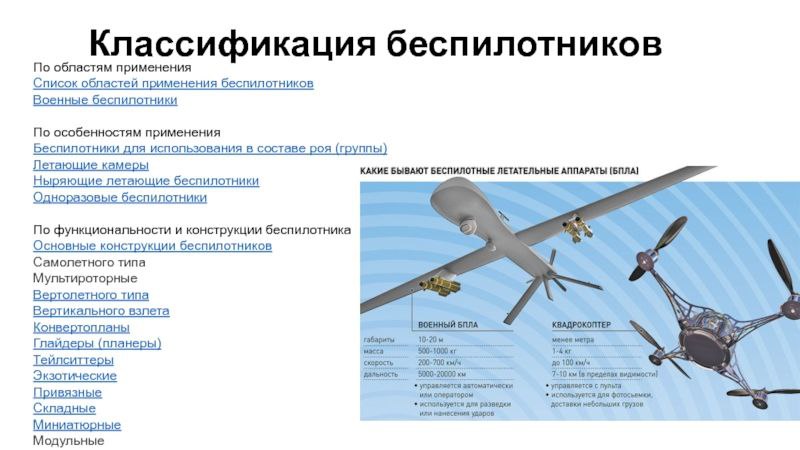 Классификация беспилотников
По областям применения
Список областей применения беспилотников
Военные беспилотники
По особенностям применения
Беспилотники для использования в составе роя (группы)
Летающие камеры
Ныряющие летающие беспилотники
Одноразовые беспилотники
По функциональности и конструкции беспилотника
Основные конструкции беспилотников
Самолетного типа
Мультироторные
Вертолетного типа
Вертикального взлета
Конвертопланы
Глайдеры (планеры)
Тейлситтеры
Экзотические
Привязные
Складные
Миниатюрные
Модульные
КАКИЕ БЫВАЮТ БЕСПИЛОТНЫЕ ЛЕТАТЕЛЬНЫЕ АППАРАТЫ (БПЛА)
ВОЕННЫЙ БПЛА КВАДРОКОПТЕР
габариты 10-20 м менее метра
масса 500-1000 кг 1-4 кг
скорость 200-700 км/ч до 100 км/ч
дальность 5000-20000 км 7-10 км (в пределах видимости)
• управляется автоматически
или оператором
• используется для разведки
или нанесения ударов
• управляется с пульта
• используется для фотосъемки,
доставки небольших грузов